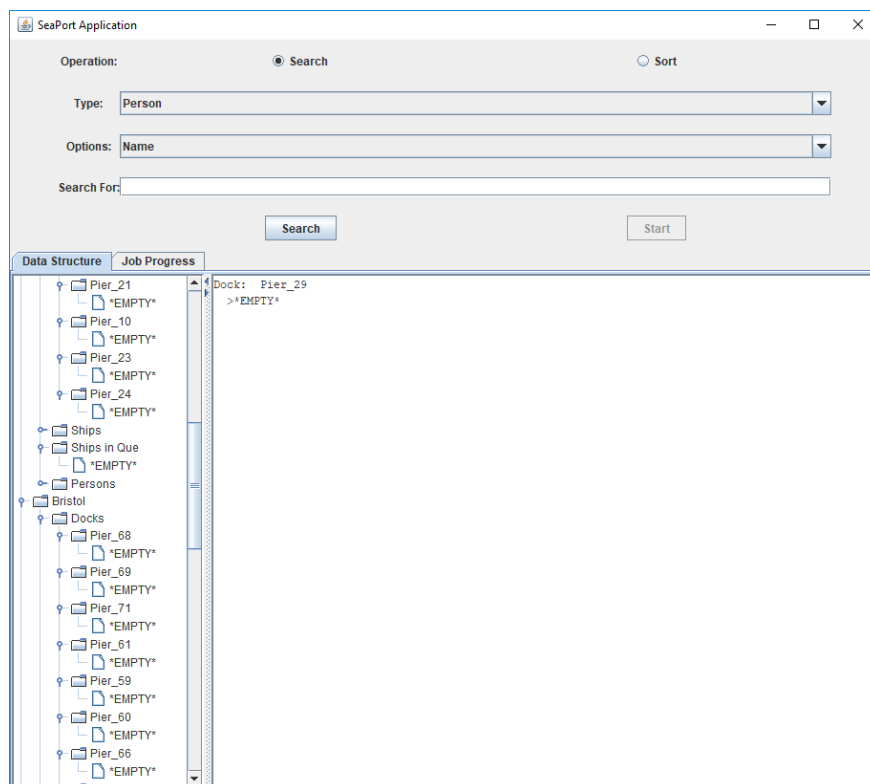 SeaPort Application
Operation: Search Sort
Type: Person
Options: Name
Search For:
Search Start
Data Structure Job Progress
Pier_21
*EMPTY*
Pier_10
*EMPTY*
Pier_23
*EMPTY*
Pier_24
*EMPTY*
Ships
Ships in Que
*EMPTY*
Persons
Bristol
Docks
Pier_68
*EMPTY*
Pier_69
*EMPTY*
Pier_71
*EMPTY*
Pier_61
*EMPTY*
Pier_59
*EMPTY*
Pier_60
*EMPTY*
Pier_66
*EMPTY*
Dock: Pier_29
>*EMPTY*